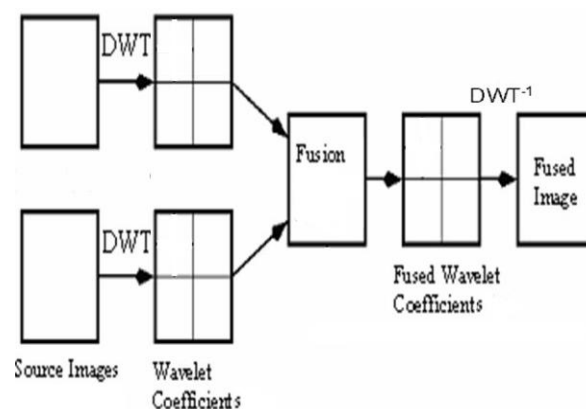 DWT
DWT⁻¹
Fusion
Fused
Image
DWT
Fused Wavelet
Coefficients
Source Images
Wavelet
Coefficients